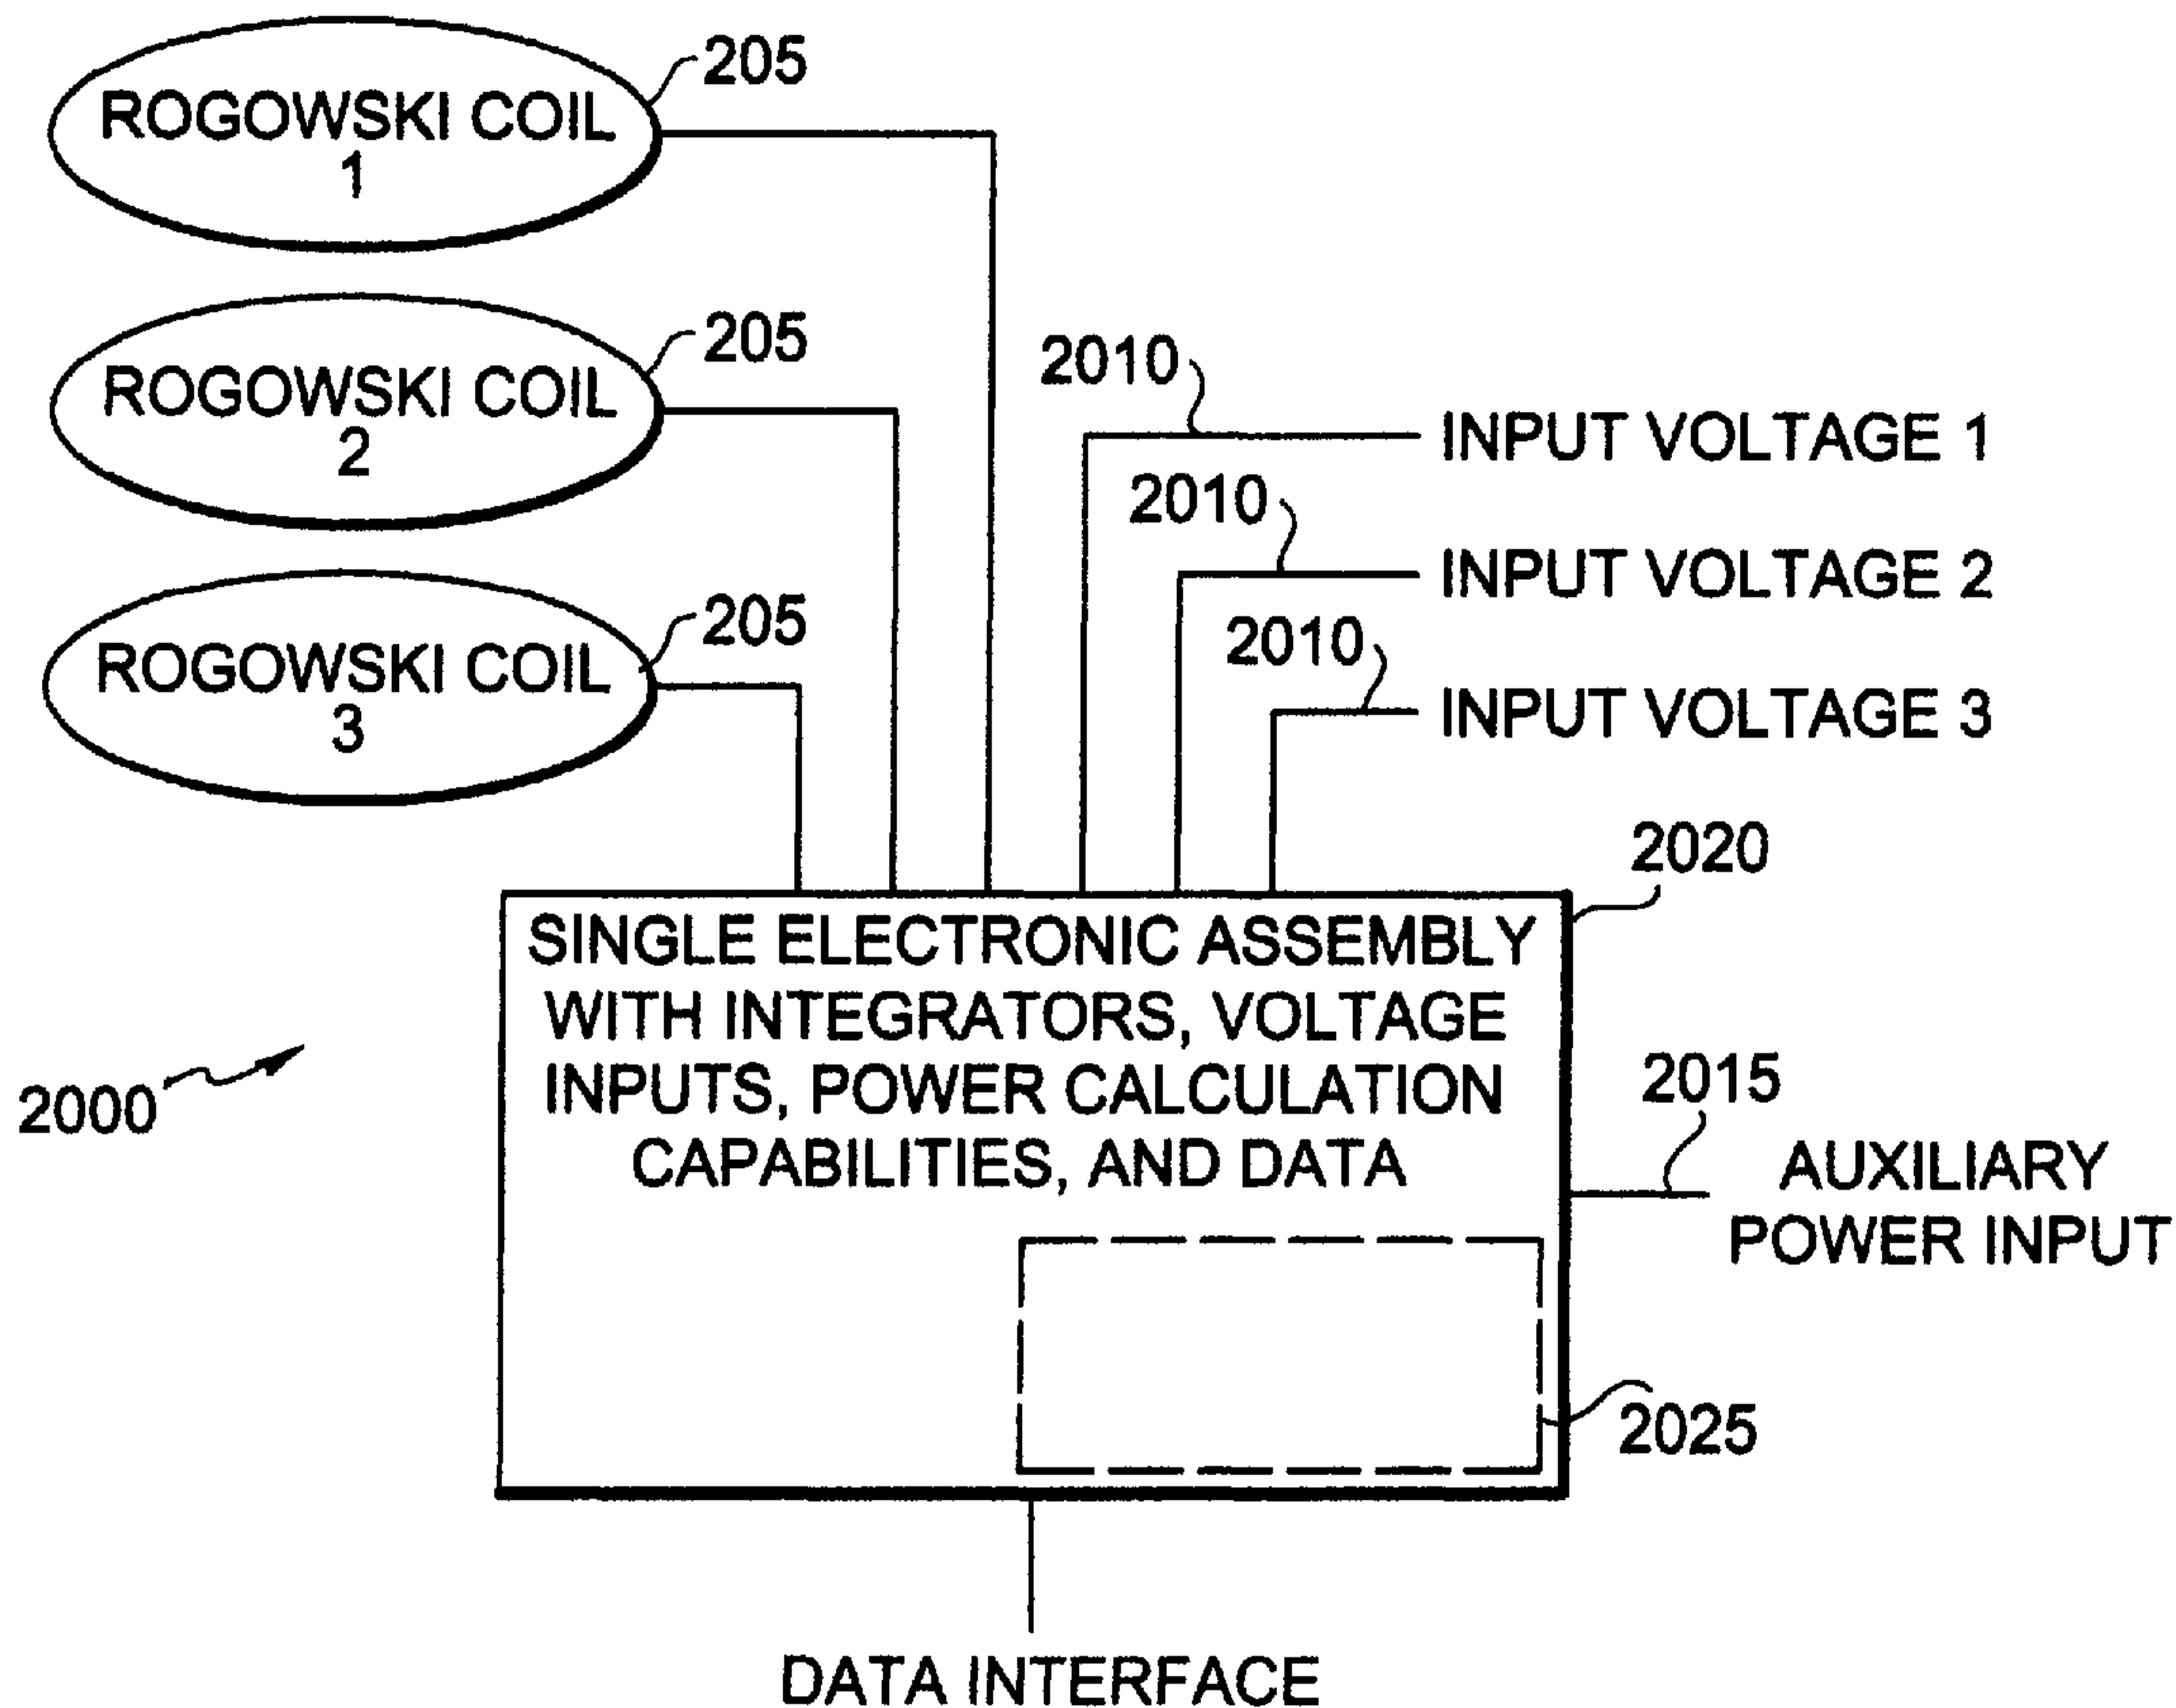 205
ROGOWSKI COIL
1
205
ROGOWSKI COIL
2
205
ROGOWSKI COIL
3
2010
INPUT VOLTAGE 1
2010
INPUT VOLTAGE 2
2010
INPUT VOLTAGE 3
2020
SINGLE ELECTRONIC ASSEMBLY
WITH INTEGRATORS, VOLTAGE
INPUTS, POWER CALCULATION
CAPABILITIES, AND DATA
2000
2015
AUXILIARY
POWER INPUT
2025
DATA INTERFACE